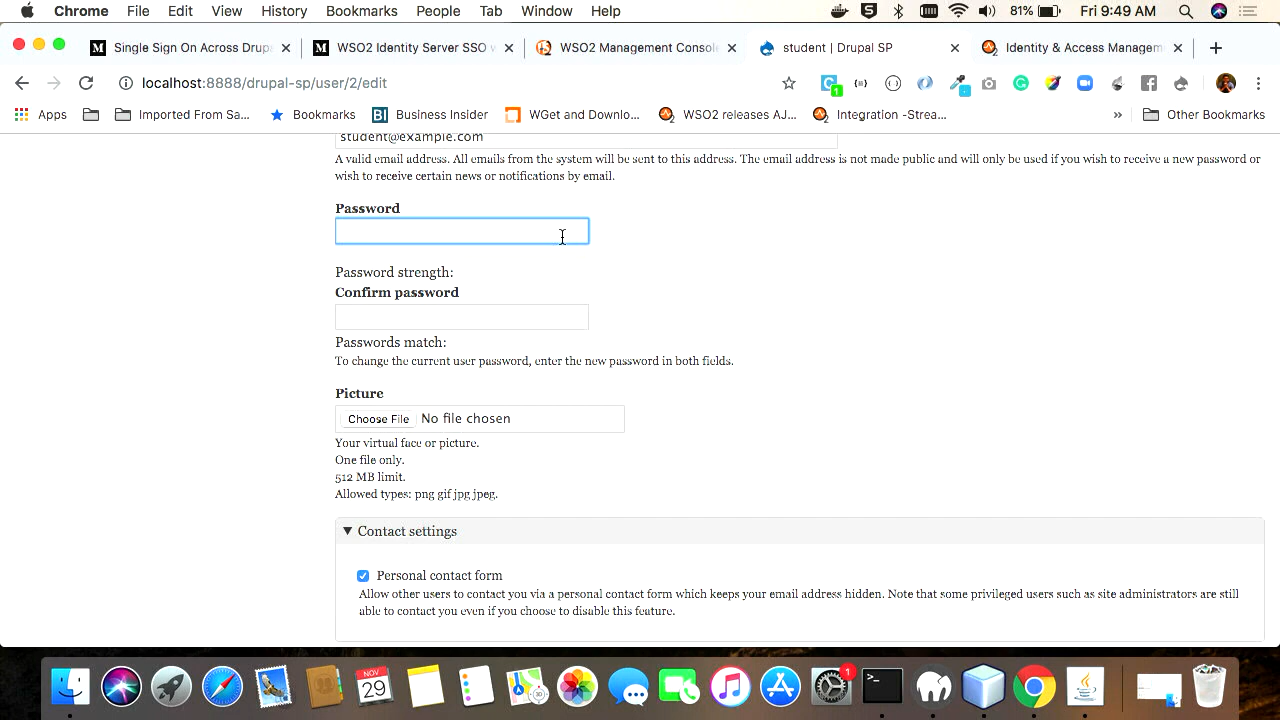 Chrome File Edit View History Bookmarks People Tab Window Help 81% Fri 9:49 AM
Single Sign On Across Drup
WSO2 Identity Server SSO w
WSO2 Management Console
student | Drupal SP
Identity & Access Managem
localhost:8888/drupal-sp/user/2/edit
Apps Imported From Sa... Bookmarks Business Insider WGet and Downlo... WSO2 releases AJ... Integration -Strea... » Other Bookmarks
student@example.com
A valid email address. All emails from the system will be sent to this address. The email address is not made public and will only be used if you wish to receive a new password or
wish to receive certain news or notifications by email.
Password
Password strength:
Confirm password
Passwords match:
To change the current user password, enter the new password in both fields.
Picture
Choose File No file chosen
Your virtual face or picture.
One file only.
512 MB limit.
Allowed types: png gif jpg jpeg.
Contact settings
Personal contact form
Allow other users to contact you via a personal contact form which keeps your email address hidden. Note that some privileged users such as site administrators are still
able to contact you even if you choose to disable this feature.
NOV
29
1